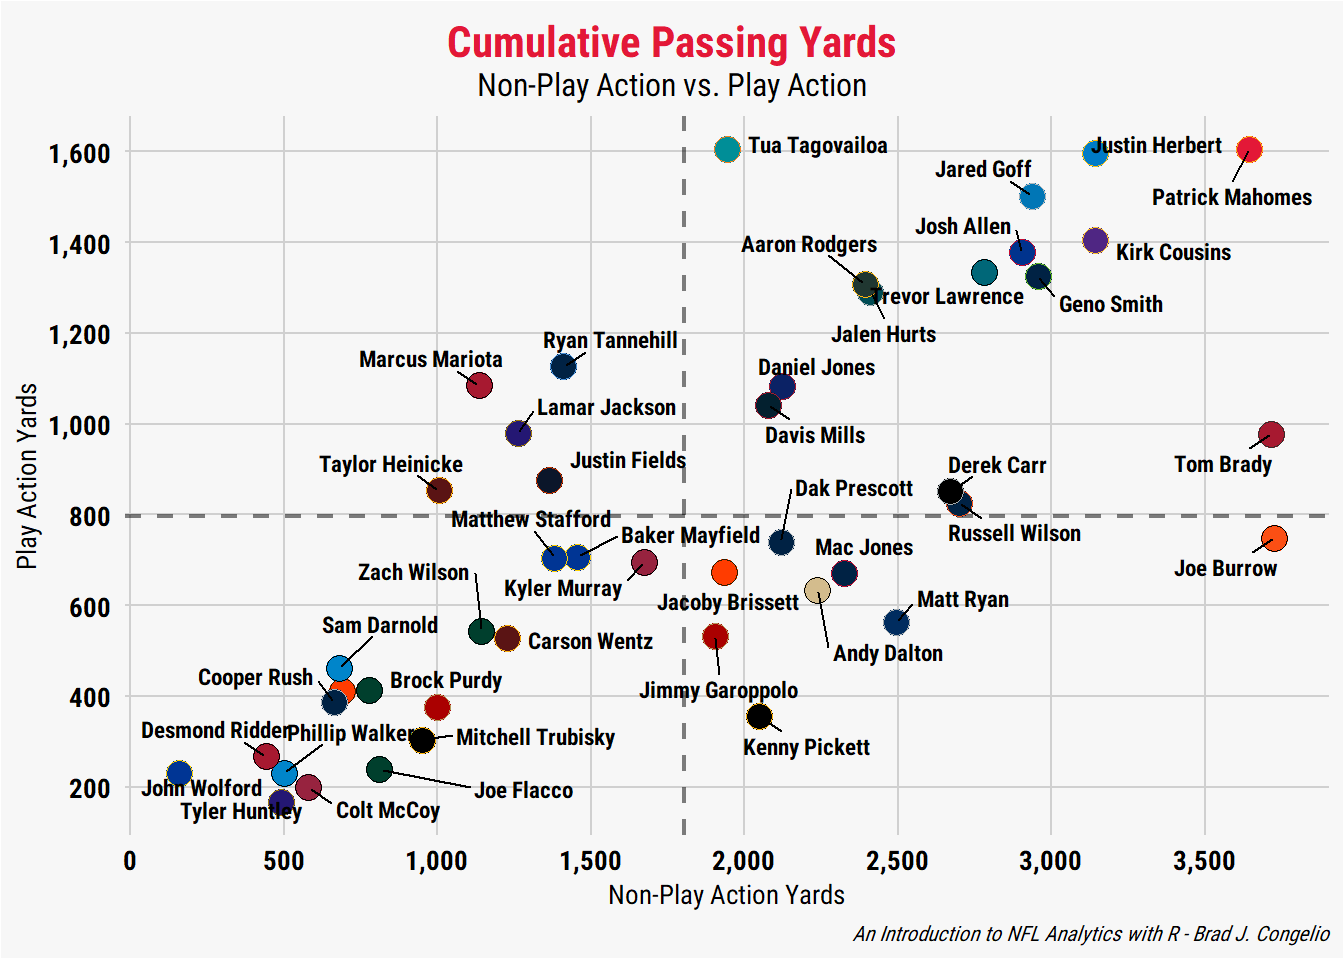 Cumulative Passing Yards
Non-Play Action vs. Play Action
1,600
1,400
1,200
1,000
800
600
400
200
Play Action Yards
Tua Tagovailoa
Justin Herbert
Jared Goff
Patrick Mahomes
Josh Allen
Aaron Rodgers
Kirk Cousins
Trevor Lawrence
Geno Smith
Jalen Hurts
Ryan Tannehill
Marcus Mariota
Daniel Jones
Lamar Jackson
Davis Mills
Taylor Heinicke
Justin Fields
Derek Carr
Tom Brady
Dak Prescott
Matthew Stafford
Baker Mayfield
Russell Wilson
Mac Jones
Joe Burrow
Zach Wilson
Kyler Murray
Jacoby Brissett
Matt Ryan
Sam Darnold
Carson Wentz
Andy Dalton
Cooper Rush
Brock Purdy
Jimmy Garoppolo
Desmond Ridder
Phillip Walker
Mitchell Trubisky
Kenny Pickett
John Wolford
Joe Flacco
Tyler Huntley
Colt McCoy
0
500
1,000
1,500
2,000
2,500
3,000
3,500
Non-Play Action Yards
An Introduction to NFL Analytics with R - Brad J. Congelio